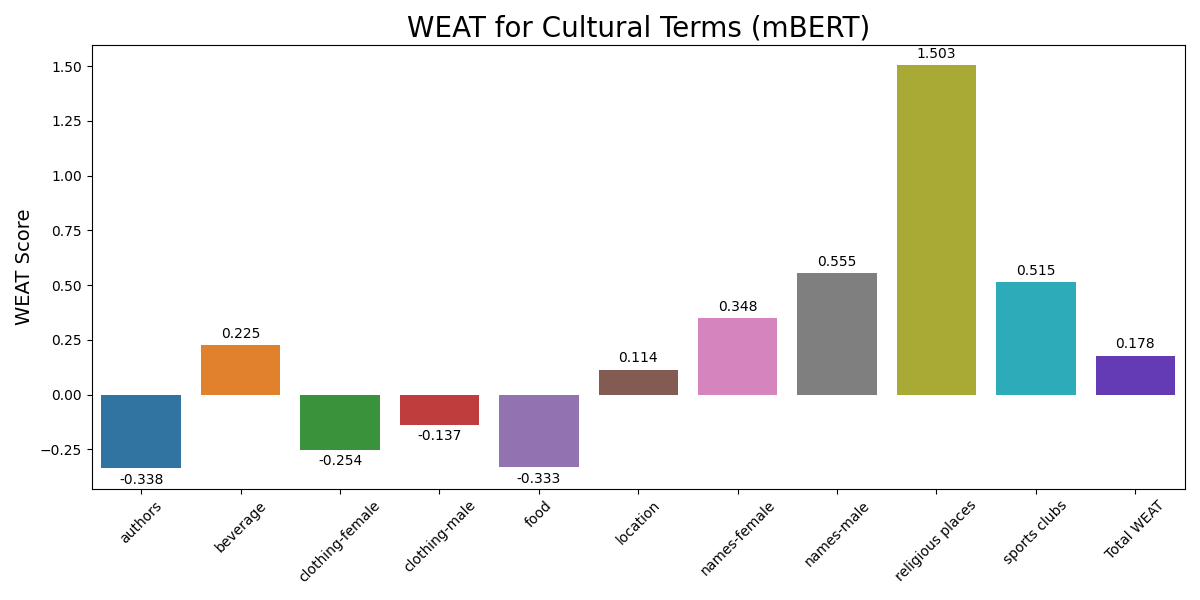 WEAT for Cultural Terms (mBERT)
WEAT Score
1.50
1.25
1.00
0.75
0.50
0.25
0.00
−0.25
-0.338
0.225
-0.254
-0.137
-0.333
0.114
0.348
0.555
1.503
0.515
0.178
authors
beverage
clothing-female
clothing-male
food
location
names-female
names-male
religious places
sports clubs
Total WEAT